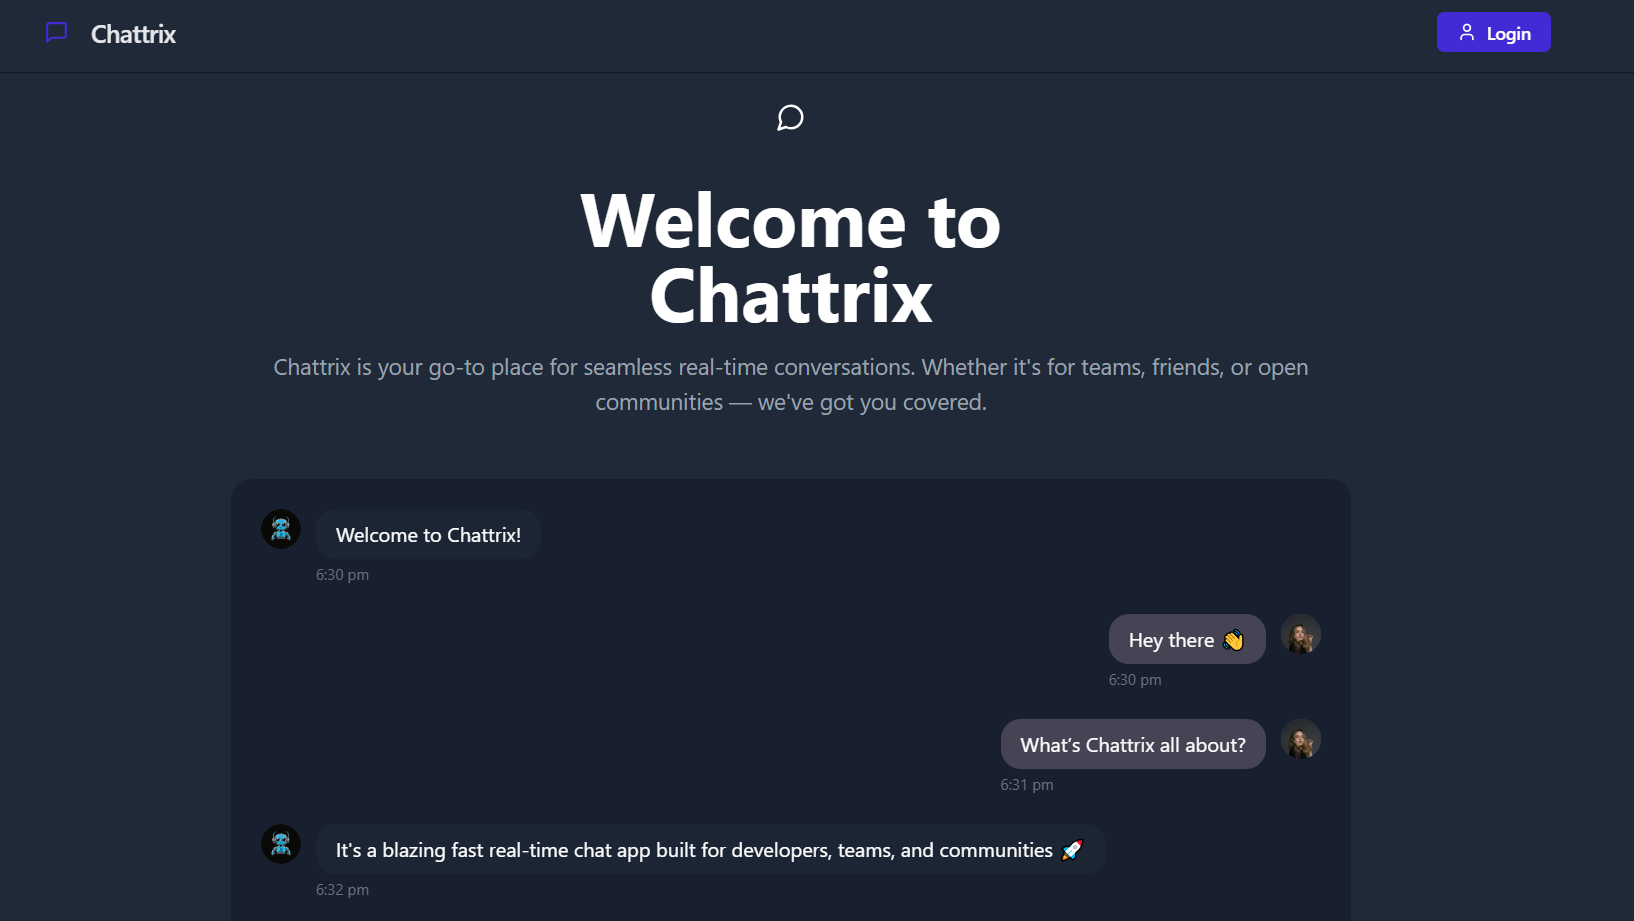 Chattrix
Login
Welcome to
Chattrix
Chattrix is your go-to place for seamless real-time conversations. Whether it's for teams, friends, or open
communities — we've got you covered.
Welcome to Chattrix!
6:30 pm
Hey there 👋
6:30 pm
What’s Chattrix all about?
6:31 pm
It's a blazing fast real-time chat app built for developers, teams, and communities 🚀
6:32 pm